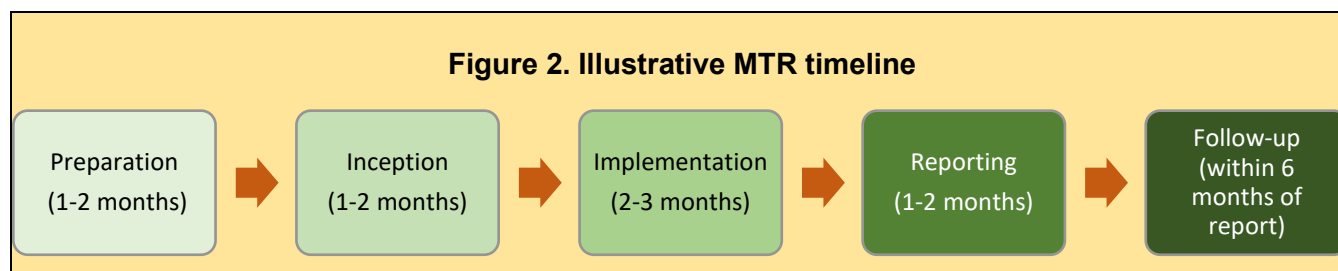 Figure 2. Illustrative MTR timeline
Preparation
(1-2 months)
Inception
(1-2 months)
Implementation
(2-3 months)
Reporting
(1-2 months)
Follow-up
(within 6
months of
report)